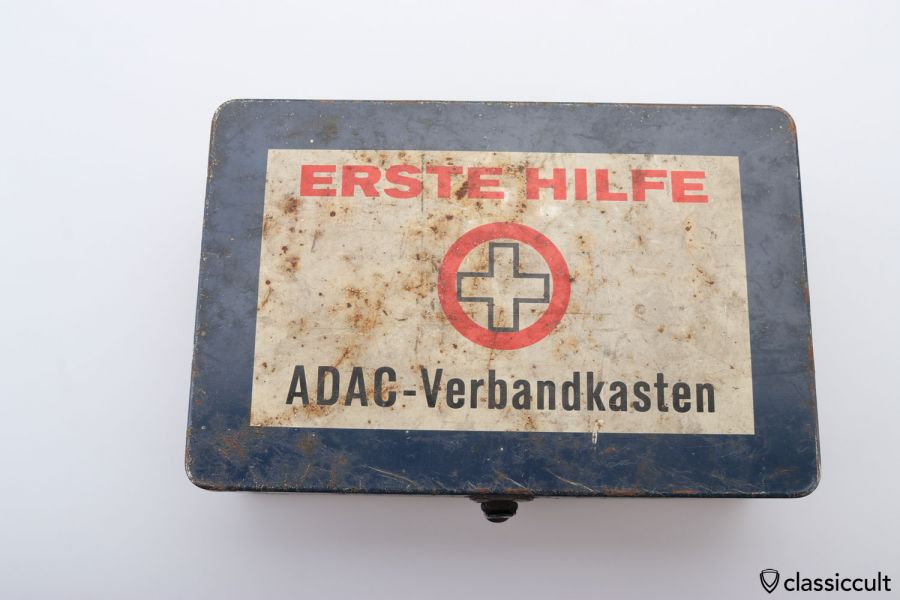 ERSTE HILFE
ADAC-Verbandkasten
classiccult